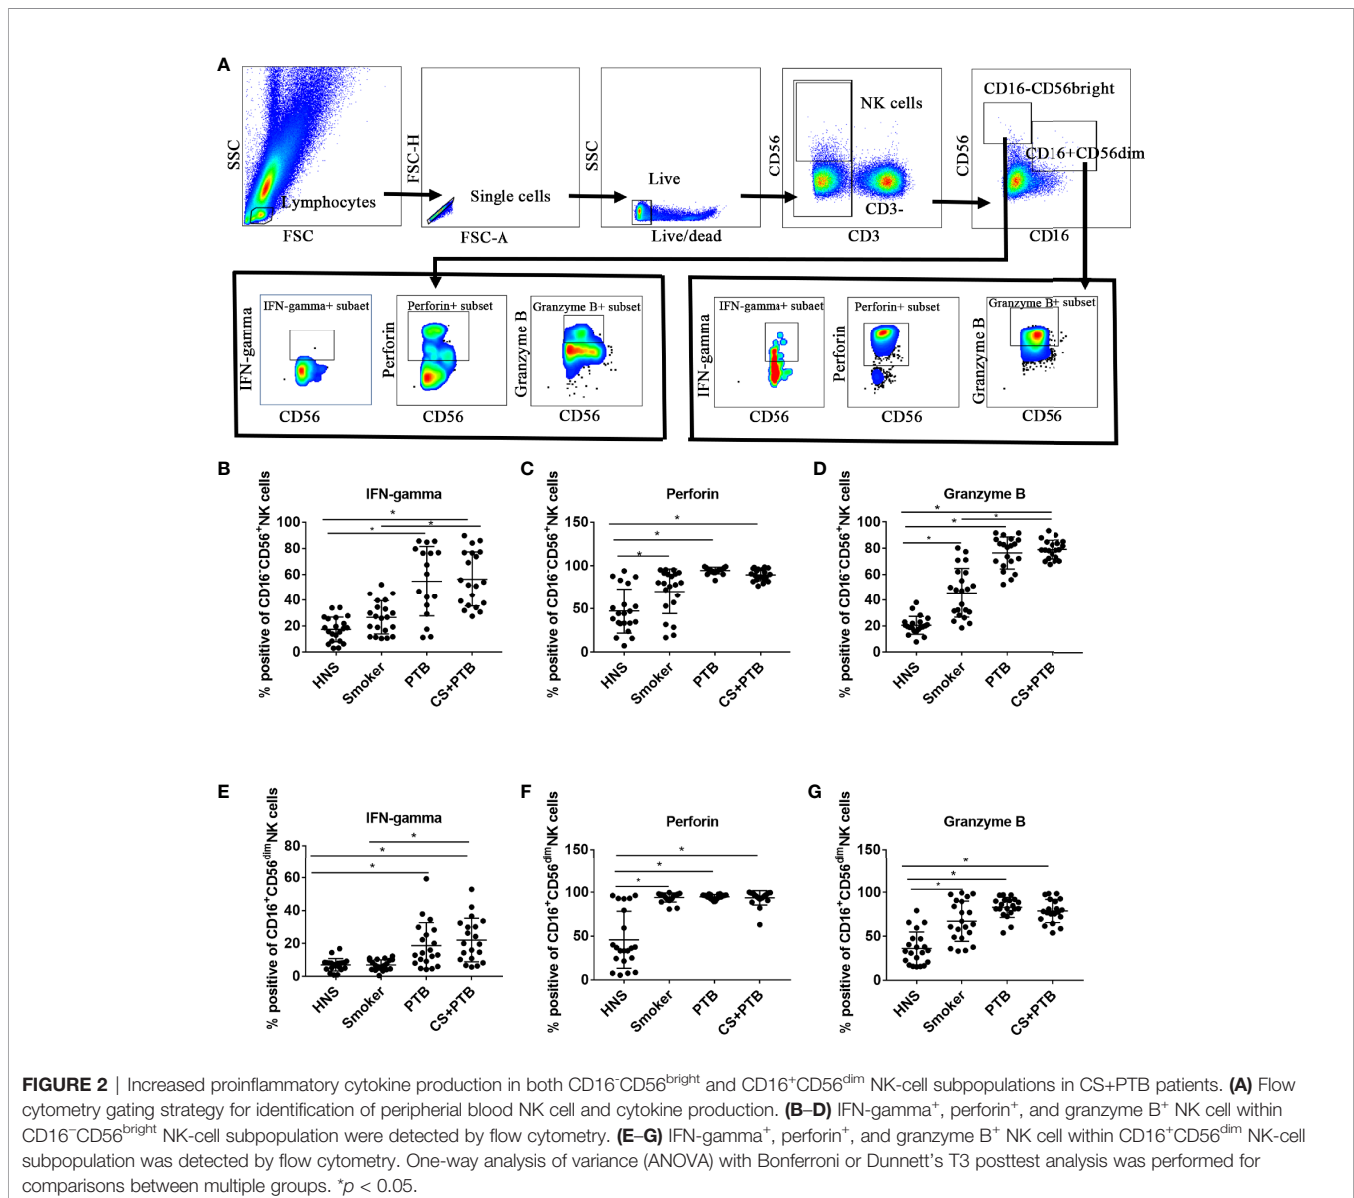 A
SSC
Lymphocytes
FSC
FSC-H
Single cells
FSC-A
SSC
Live
Live/dead
CD56
NK cells
CD3-
CD3
CD56
CD16-CD56bright
CD16+CD56dim
CD16
IFN-gamma
IFN-gamma+ subaet
CD56
Perforin
Perforin+ subset
CD56
Granzyme B
Granzyme B+ subset
CD56
IFN-gamma
IFN-gamma+ subaet
CD56
Perforin
Perforin+ subset
CD56
Granzyme B
Granzyme B+ subset
CD56
B
IFN-gamma
% positive of CD16⁻CD56⁺NK cells
100
80
60
40
20
0
* * *
HNS
Smoker
PTB
CS+PTB
C
Perforin
% positive of CD16⁻CD56⁺NK cells
150
100
50
0
* * *
HNS
Smoker
PTB
CS+PTB
D
Granzyme B
% positive of CD16⁻CD56⁺NK cells
100
80
60
40
20
0
* * * *
HNS
Smoker
PTB
CS+PTB
E
IFN-gamma
% positive of CD16⁺CD56ᵈⁱᵐNK cells
80
60
40
20
0
* * *
HNS
Smoker
PTB
CS+PTB
F
Perforin
% positive of CD16⁺CD56ᵈⁱᵐNK cells
150
100
50
0
* * *
HNS
Smoker
PTB
CS+PTB
G
Granzyme B
% positive of CD16⁺CD56ᵈⁱᵐNK cells
150
100
50
0
* * *
HNS
Smoker
PTB
CS+PTB
FIGURE 2 | Increased proinflammatory cytokine production in both CD16⁻CD56ᵇʳⁱᵍʰᵗ and CD16⁺CD56ᵈⁱᵐ NK-cell subpopulations in CS+PTB patients. (A) Flow
cytometry gating strategy for identification of peripherial blood NK cell and cytokine production. (B–D) IFN-gamma⁺, perforin⁺, and granzyme B⁺ NK cell within
CD16⁻CD56ᵇʳⁱᵍʰᵗ NK-cell subpopulation were detected by flow cytometry. (E–G) IFN-gamma⁺, perforin⁺, and granzyme B⁺ NK cell within CD16⁺CD56ᵈⁱᵐ NK-cell
subpopulation was detected by flow cytometry. One-way analysis of variance (ANOVA) with Bonferroni or Dunnett's T3 posttest analysis was performed for
comparisons between multiple groups. *p < 0.05.